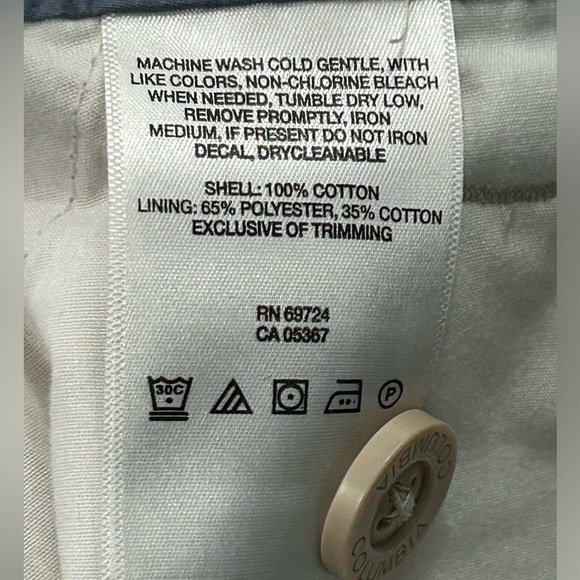 MACHINE WASH COLD GENTLE, WITH
LIKE COLORS, NON-CHLORINE BLEACH
WHEN NEEDED, TUMBLE DRY LOW,
REMOVE PROMPTLY, IRON
MEDIUM, IF PRESENT DO NOT IRON
DECAL, DRYCLEANABLE
SHELL: 100% COTTON
LINING: 65% POLYESTER, 35% COTTON
EXCLUSIVE OF TRIMMING
RN 69724
CA 05367
30C P
COLUMBIA
COLUMBIA